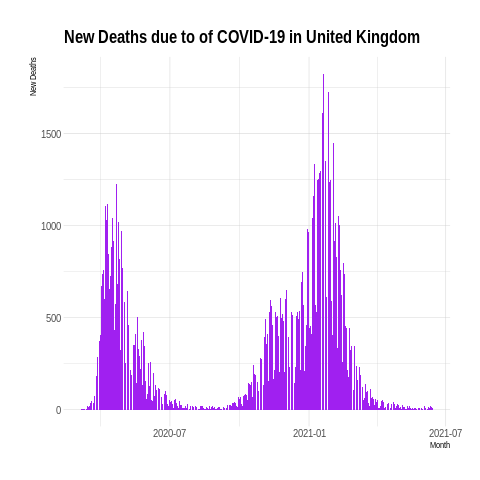 New Deaths due to of COVID-19 in United Kingdom
New Deaths
1500
1000
500
0
2020-07
2021-01
2021-07
Month